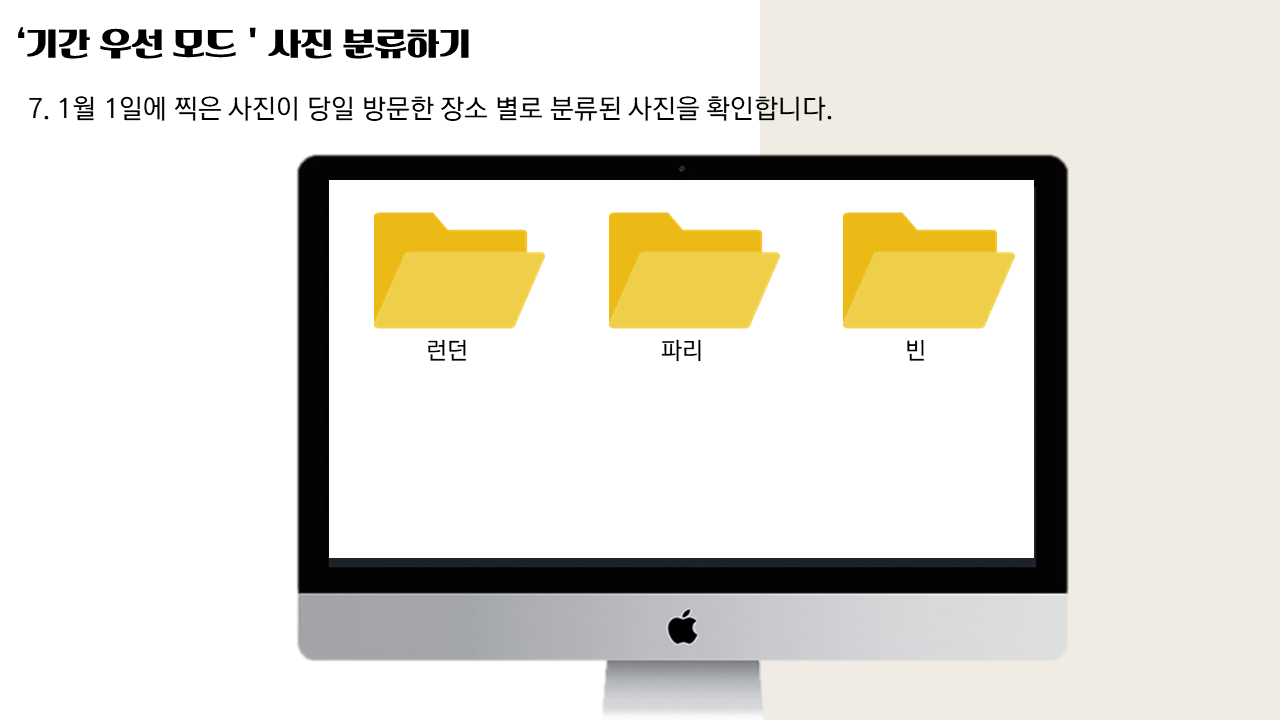 ‘기간 우선 모드 ' 사진 분류하기
7. 1월 1일에 찍은 사진이 당일 방문한 장소 별로 분류된 사진을 확인합니다.
런던 파리 빈